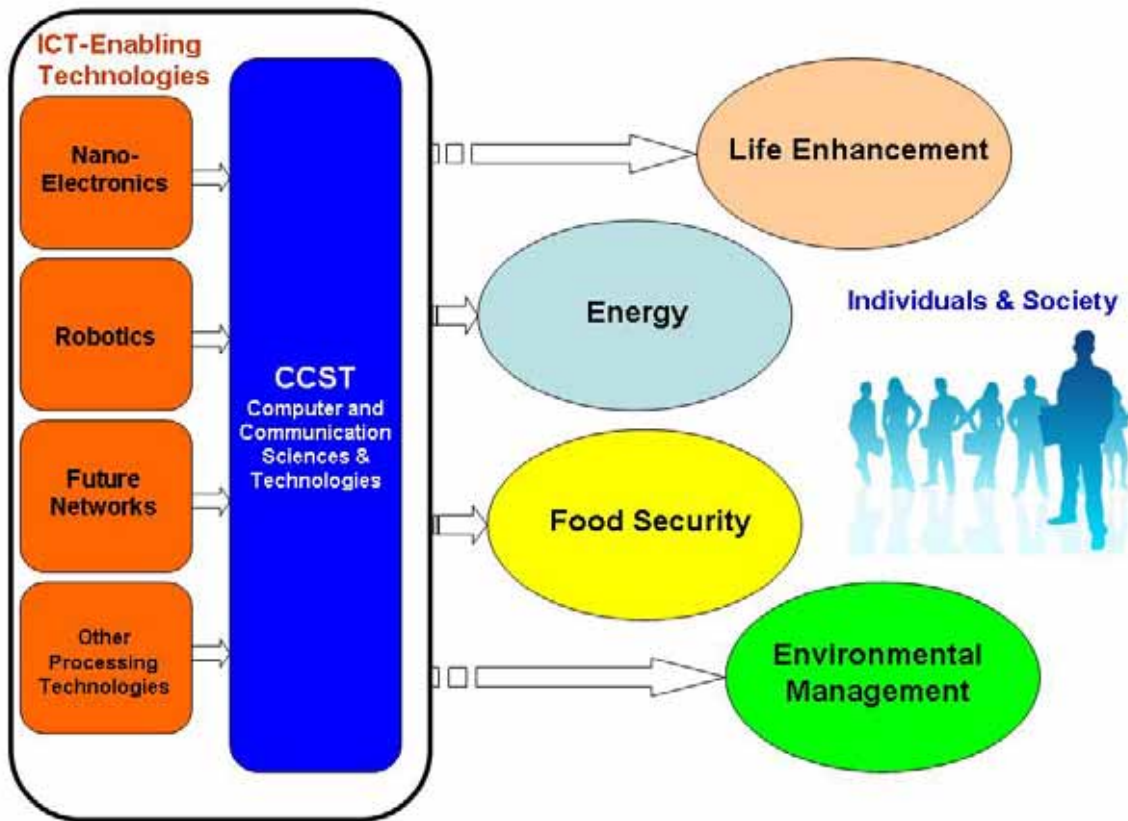 ICT-Enabling
Technologies
Nano-
Electronics
Robotics
Future
Networks
Other
Processing
Technologies
CCST
Computer and
Communication
Sciences &
Technologies
Life Enhancement
Energy
Food Security
Environmental
Management
Individuals & Society